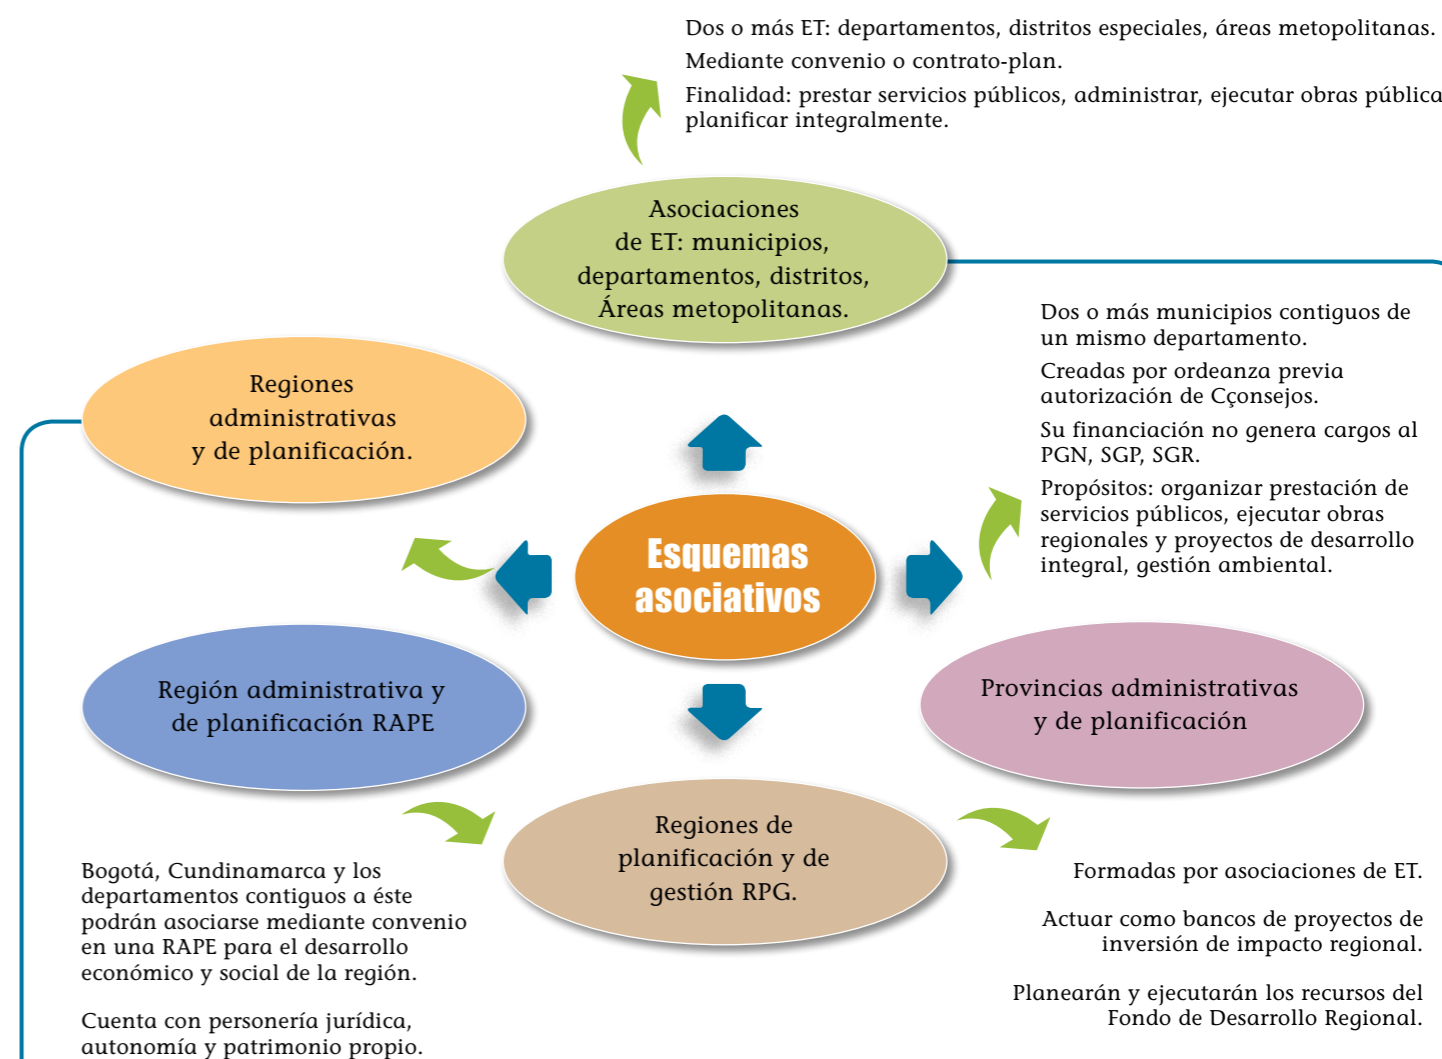 Dos o más ET: departamentos, distritos especiales, áreas metopolitanas.
Mediante convenio o contrato-plan.
Finalidad: prestar servicios públicos, administrar, ejecutar obras pública
planificar integralmente.
Asociaciones
de ET: municipios,
departamentos, distritos,
Áreas metopolitanas.
Dos o más municipios contiguos de
un mismo departamento.
Creadas por ordeanza previa
autorización de Cçonsejos.
Su financiación no genera cargos al
PGN, SGP, SGR.
Propósitos: organizar prestación de
servicios públicos, ejecutar obras
regionales y proyectos de desarrollo
integral, gestión ambiental.
Regiones
administrativas
y de planificación.
Esquemas
asociativos
Región administrativa y
de planificación RAPE
Provincias administrativas
y de planificación
Regiones de
planificación y de
gestión RPG.
Bogotá, Cundinamarca y los
departamentos contiguos a éste
podrán asociarse mediante convenio
en una RAPE para el desarrollo
económico y social de la región.
Cuenta con personería jurídica,
autonomía y patrimonio propio.
Formadas por asociaciones de ET.
Actuar como bancos de proyectos de
inversión de impacto regional.
Planearán y ejecutarán los recursos del
Fondo de Desarrollo Regional.